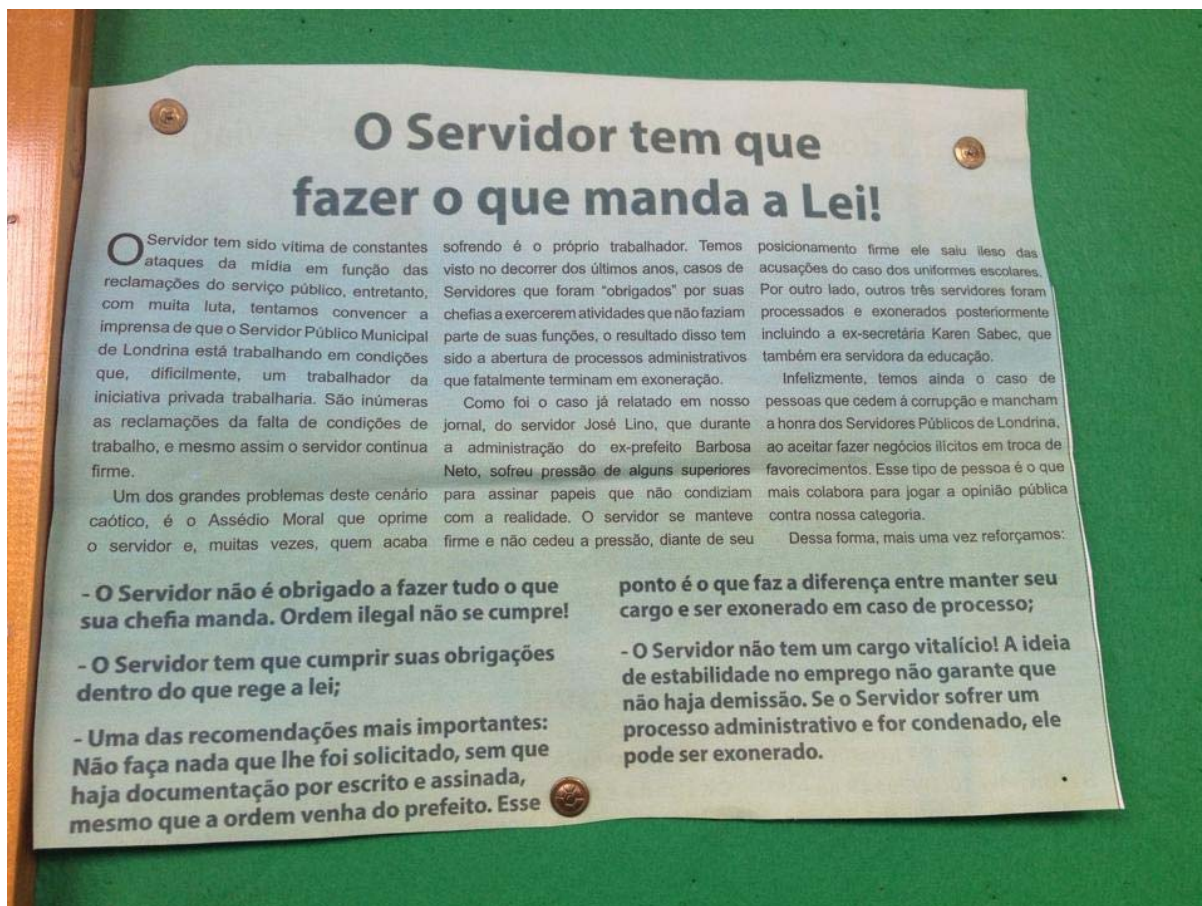 O Servidor tem que
fazer o que manda a Lei!
O Servidor tem sido vítima de constantes
ataques da mídia em função das
reclamações do serviço público, entretanto,
com muita luta, tentamos convencer a
imprensa de que o Servidor Público Municipal
de Londrina está trabalhando em condições
que, dificilmente, um trabalhador da
iniciativa privada trabalharia. São inúmeras
as reclamações da falta de condições de
trabalho, e mesmo assim o servidor continua
firme.
Um dos grandes problemas deste cenário
caótico, é o Assédio Moral que oprime
o servidor e, muitas vezes, quem acaba
sofrendo é o próprio trabalhador. Temos
visto no decorrer dos últimos anos, casos de
Servidores que foram "obrigados" por suas
chefias a exercerem atividades que não faziam
parte de suas funções, o resultado disso tem
sido a abertura de processos administrativos
que fatalmente terminam em exoneração.
Como foi o caso já relatado em nosso
jornal, do servidor José Lino, que durante
a administração do ex-prefeito Barbosa
Neto, sofreu pressão de alguns superiores
para assinar papeis que não condiziam
com a realidade. O servidor se manteve
firme e não cedeu a pressão, diante de seu
posicionamento firme ele saiu ileso das
acusações do caso dos uniformes escolares.
Por outro lado, outros três servidores foram
processados e exonerados posteriormente
incluindo a ex-secretária Karen Sabec, que
também era servidora da educação.
Infelizmente, temos ainda o caso de
pessoas que cedem à corrupção e mancham
a honra dos Servidores Públicos de Londrina,
ao aceitar fazer negócios ilícitos em troca de
favorecimentos. Esse tipo de pessoa é o que
mais colabora para jogar a opinião pública
contra nossa categoria.
Dessa forma, mais uma vez reforçamos:
- O Servidor não é obrigado a fazer tudo o que
sua chefia manda. Ordem ilegal não se cumpre!
- O Servidor tem que cumprir suas obrigações
dentro do que rege a lei;
- Uma das recomendações mais importantes:
Não faça nada que lhe foi solicitado, sem que
haja documentação por escrito e assinada,
mesmo que a ordem venha do prefeito. Esse
ponto é o que faz a diferença entre manter seu
cargo e ser exonerado em caso de processo;
- O Servidor não tem um cargo vitalício! A ideia
de estabilidade no emprego não garante que
não haja demissão. Se o Servidor sofrer um
processo administrativo e for condenado, ele
pode ser exonerado.